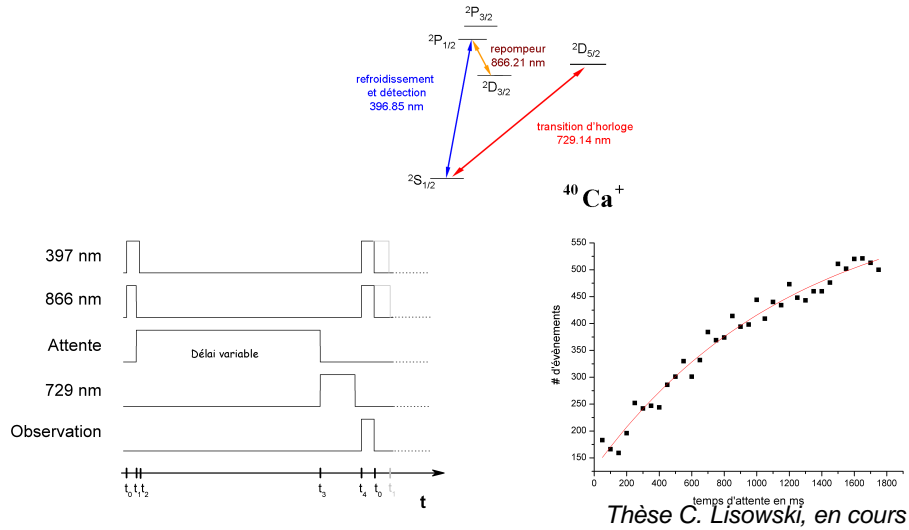 ²P₃/₂
²P₁/₂
repompeur
866.21 nm
²D₅/₂
refroidissement
et détection
396.85 nm
²D₃/₂
transition d'horloge
729.14 nm
²S₁/₂
⁴⁰Ca⁺
397 nm
866 nm
Attente
Délai variable
729 nm
Observation
t₀ t₁ t₂ t₃ t₄ t₀ t₁
t
550
500
450
400
350
300
250
200
150
# d'évènements
0 200 400 600 800 1000 1200 1400 1600 1800
temps d'attente en ms
Thèse C. Lisowski, en cours